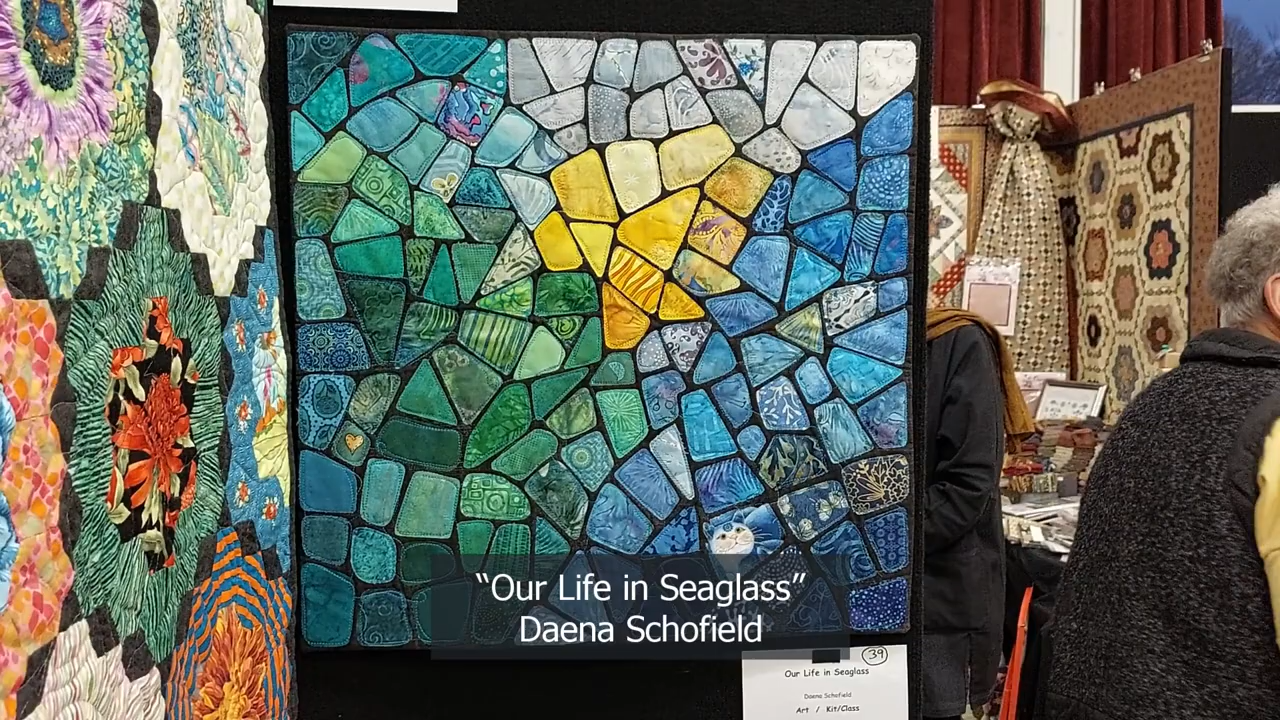 “Our Life in Seaglass”
Daena Schofield
39
Our Life in Seaglass
Daena Schofield
Art / Kit/Class